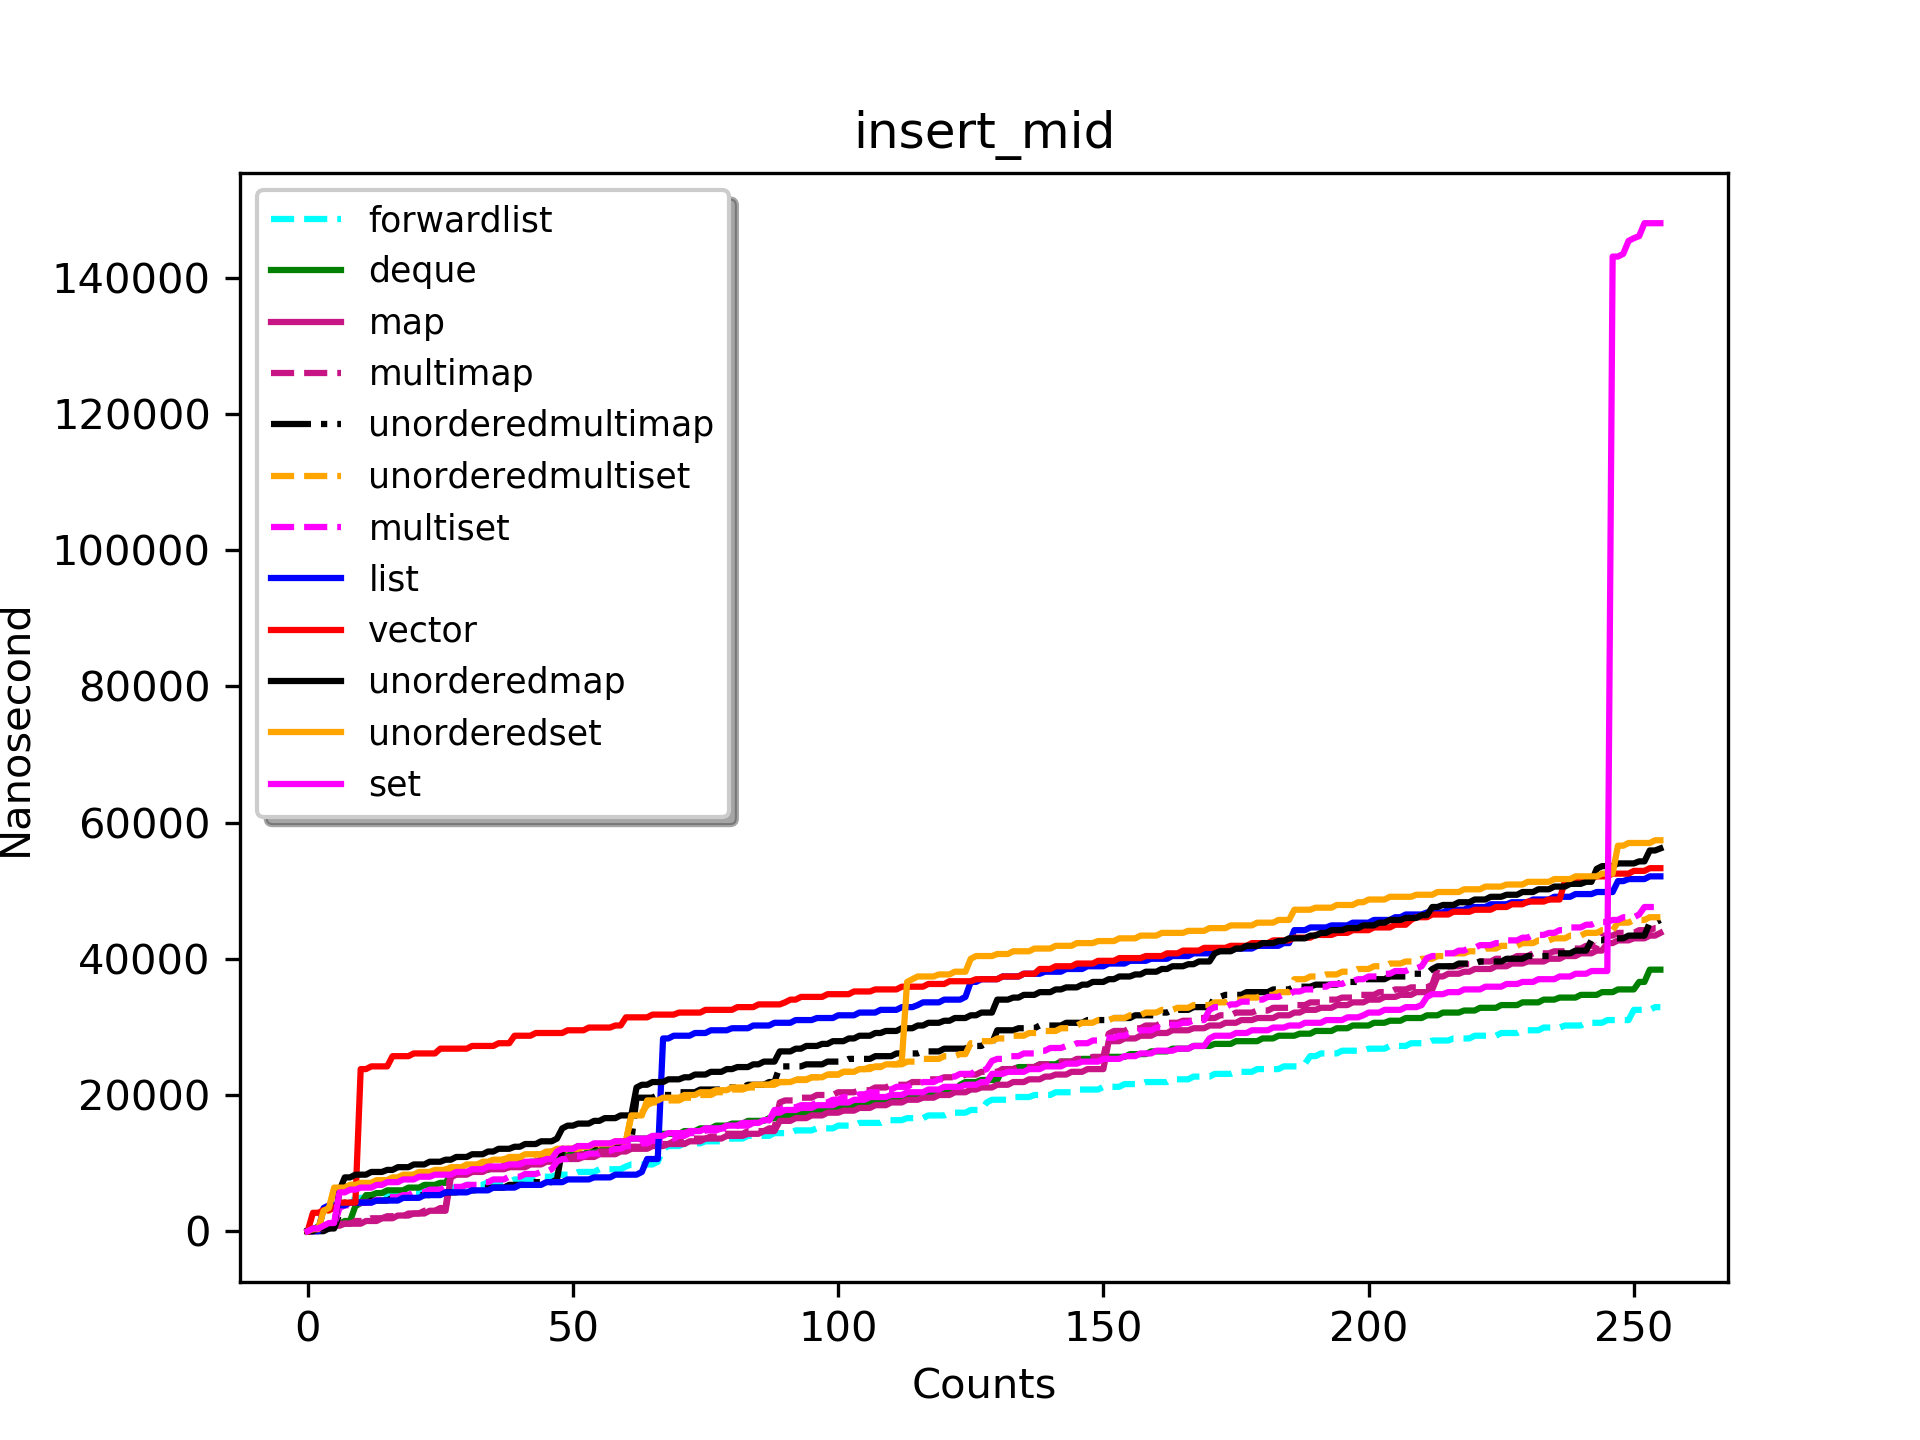 insert_mid
forwardlist
deque
map
multimap
unorderedmultimap
unorderedmultiset
multiset
list
vector
unorderedmap
unorderedset
set
Nanosecond
140000
120000
100000
80000
60000
40000
20000
0
0 50 100 150 200 250
Counts